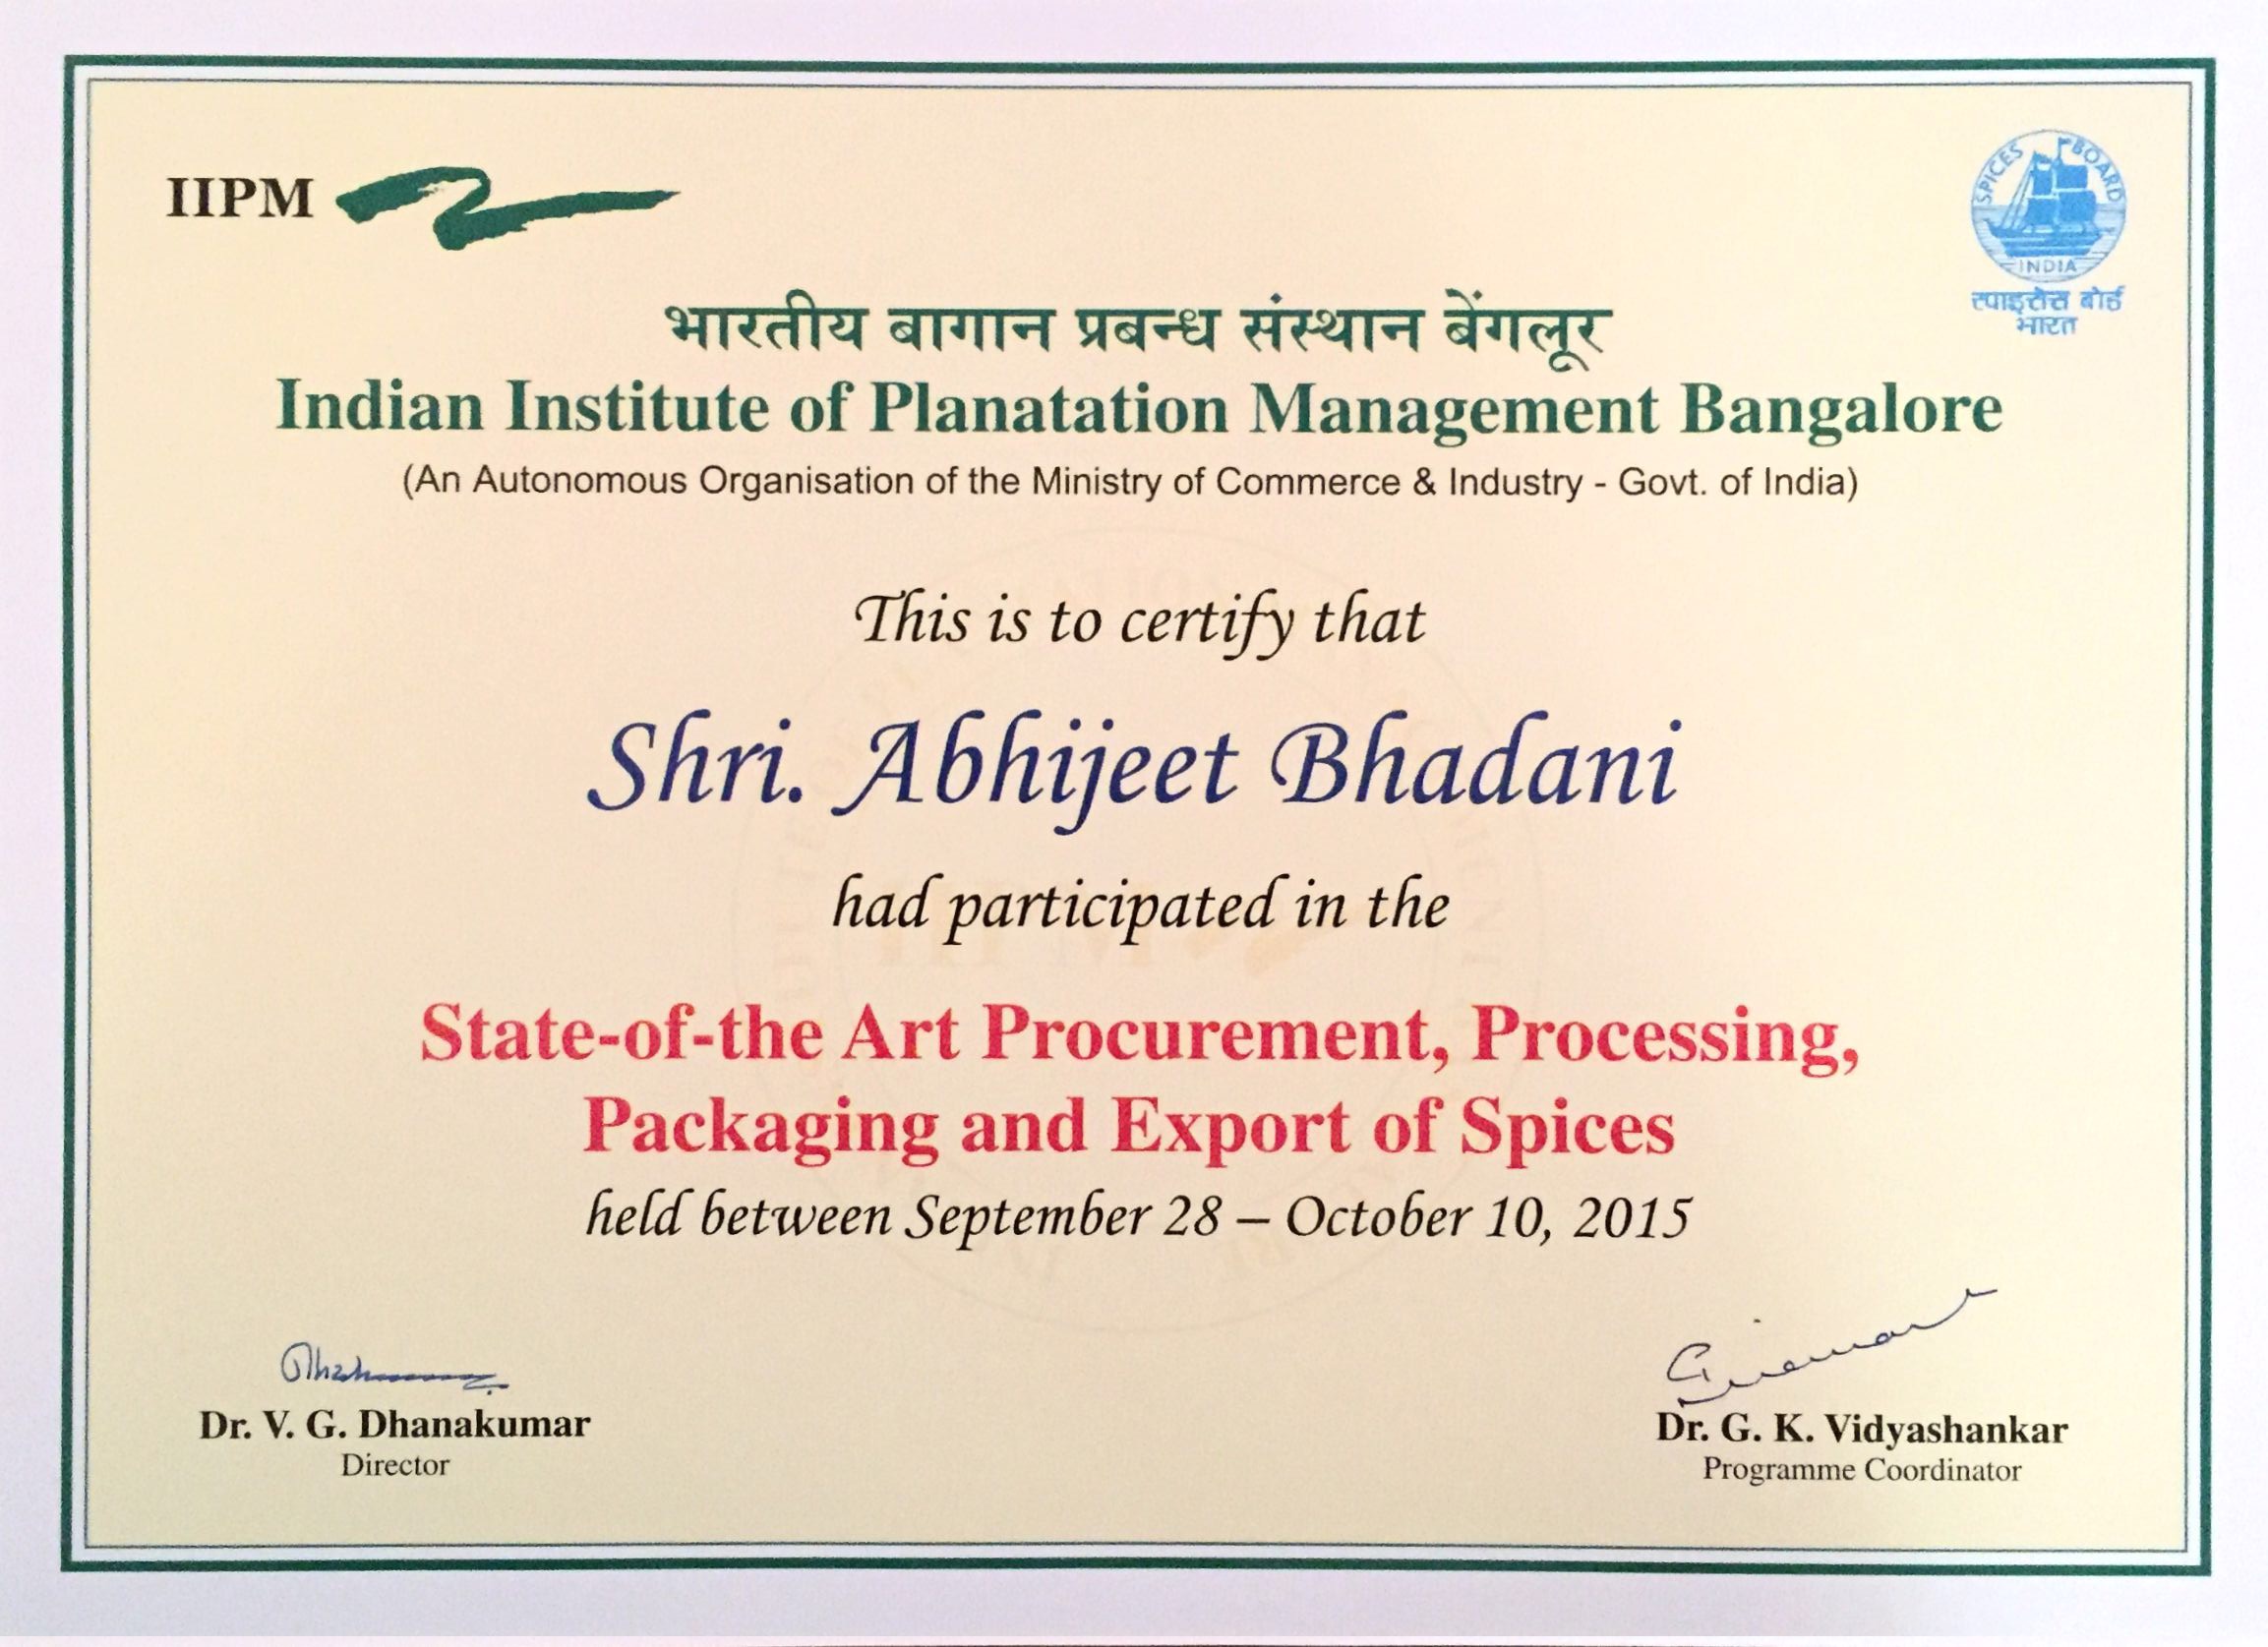 IIPM
SPICES BOARD
INDIA
स्पाइसेस बोर्ड
भारत
भारतीय बागान प्रबन्ध संस्थान बेंगलूर
Indian Institute of Planatation Management Bangalore
(An Autonomous Organisation of the Ministry of Commerce & Industry - Govt. of India)
This is to certify that
Shri. Abhijeet Bhadani
had participated in the
State-of-the Art Procurement, Processing,
Packaging and Export of Spices
held between September 28 – October 10, 2015
Dr. V. G. Dhanakumar
Director
Dr. G. K. Vidyashankar
Programme Coordinator